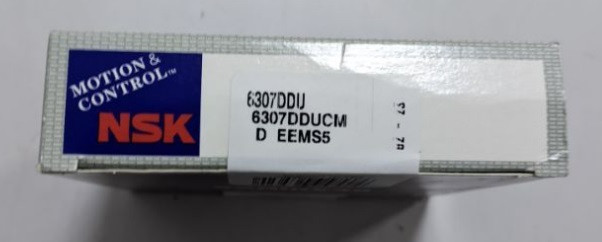 MOTION &
CONTROL™
NSK
6307DDU
6307DDUCM
D EEMS5